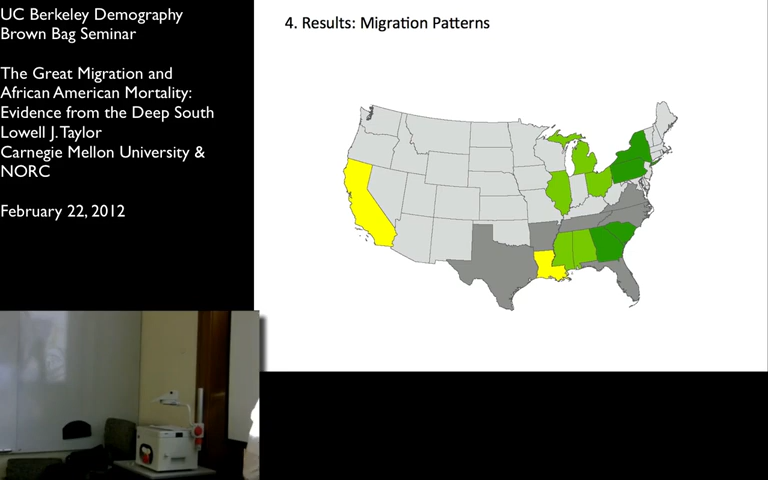 UC Berkeley Demography
Brown Bag Seminar
The Great Migration and
African American Mortality:
Evidence from the Deep South
Lowell J. Taylor
Carnegie Mellon University &
NORC
February 22, 2012
4. Results: Migration Patterns